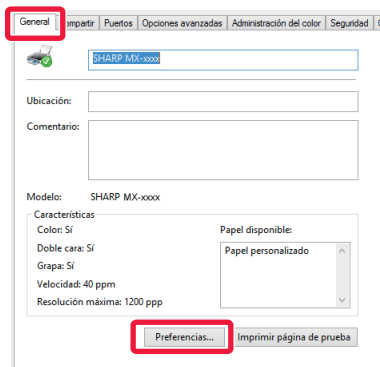 General Compartir Puertos Opciones avanzadas Administración del color Seguridad
SHARP MX-xxxx
Ubicación:
Comentario:
Modelo: SHARP MX-xxxx
Características
Color: Sí Papel disponible:
Doble cara: Sí Papel personalizado
Grapa: Sí
Velocidad: 40 ppm
Resolución máxima: 1200 ppp
Preferencias... Imprimir página de prueba